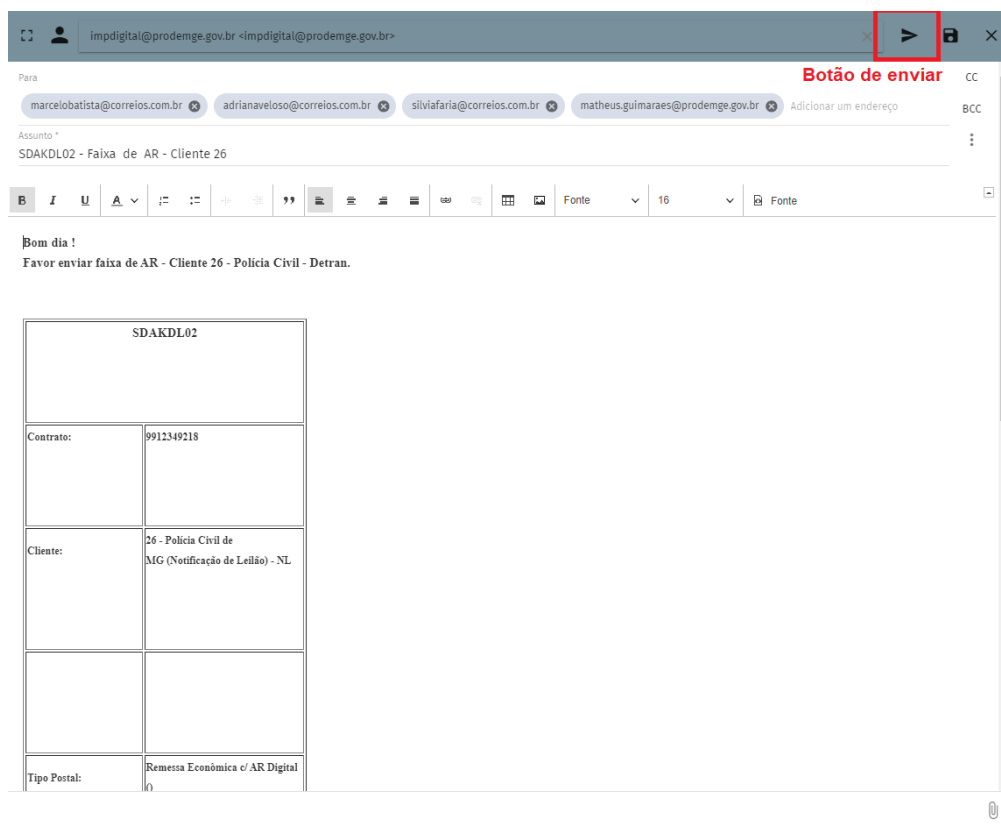 impdigital@prodemge.gov.br <impdigital@prodemge.gov.br>
Botão de enviar
Para
CC
marcelobatista@correios.com.br adrianaveloso@correios.com.br silviafaria@correios.com.br matheus.guimaraes@prodemge.gov.br Adicionar um endereço
BCC
Assunto *
SDAKDL02 - Faixa de AR - Cliente 26
B I U A Fonte 16 Fonte
Bom dia !
Favor enviar faixa de AR - Cliente 26 - Polícia Civil - Detran.
SDAKDL02
Contrato: 9912349218
26 - Polícia Civil de
Cliente:
MG (Notificação de Leilão) - NL
Remessa Econômica c/ AR Digital
Tipo Postal:
()